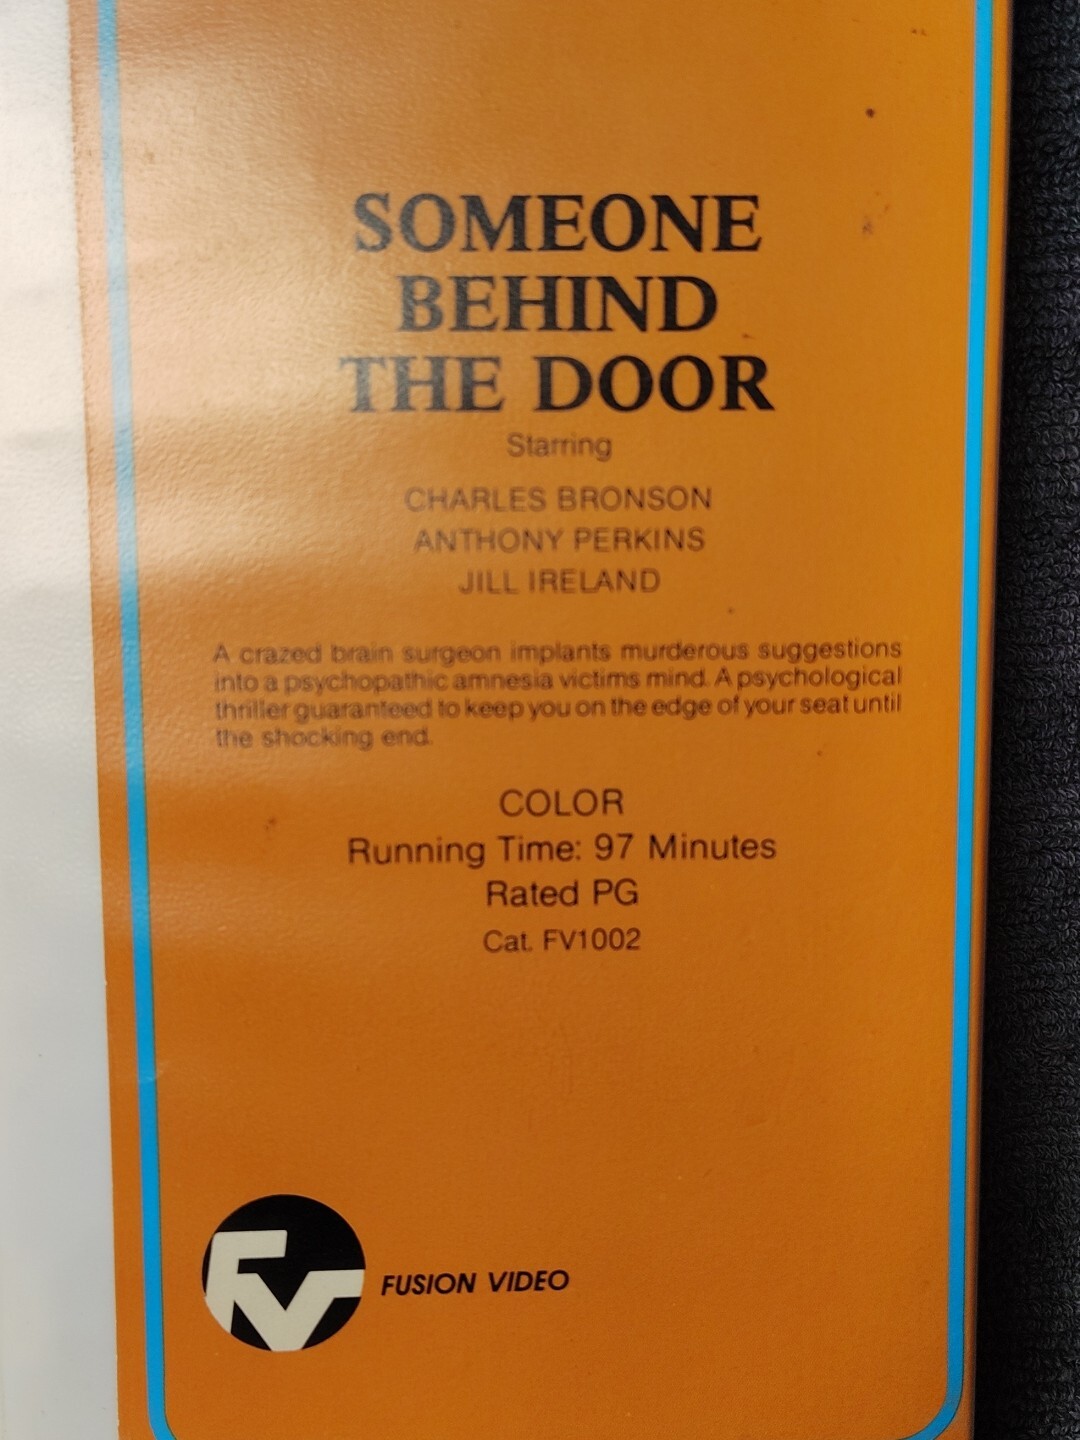 SOMEONE
BEHIND
THE DOOR
Starring
CHARLES BRONSON
ANTHONY PERKINS
JILL IRELAND
A crazed brain surgeon implants murderous suggestions
into a psychopathic amnesia victims mind. A psychological
thriller guaranteed to keep you on the edge of your seat until
the shocking end.
COLOR
Running Time: 97 Minutes
Rated PG
Cat. FV1002
FV
FUSION VIDEO